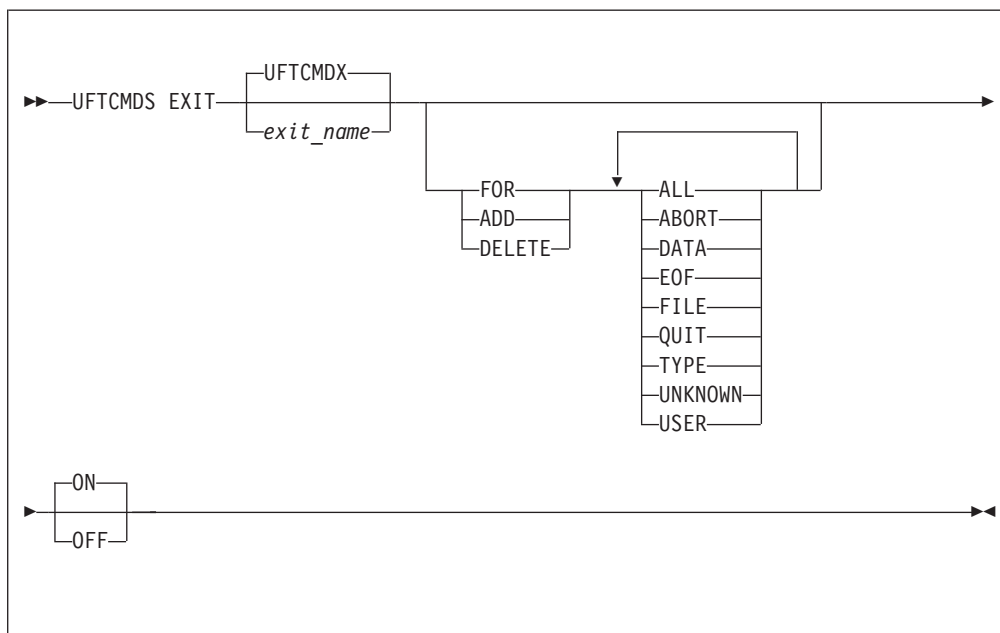 UFTCMDX
UFTCMDS EXIT
exit_name
FOR
ADD
DELETE
ALL
ABORT
DATA
EOF
FILE
QUIT
TYPE
UNKNOWN
USER
ON
OFF